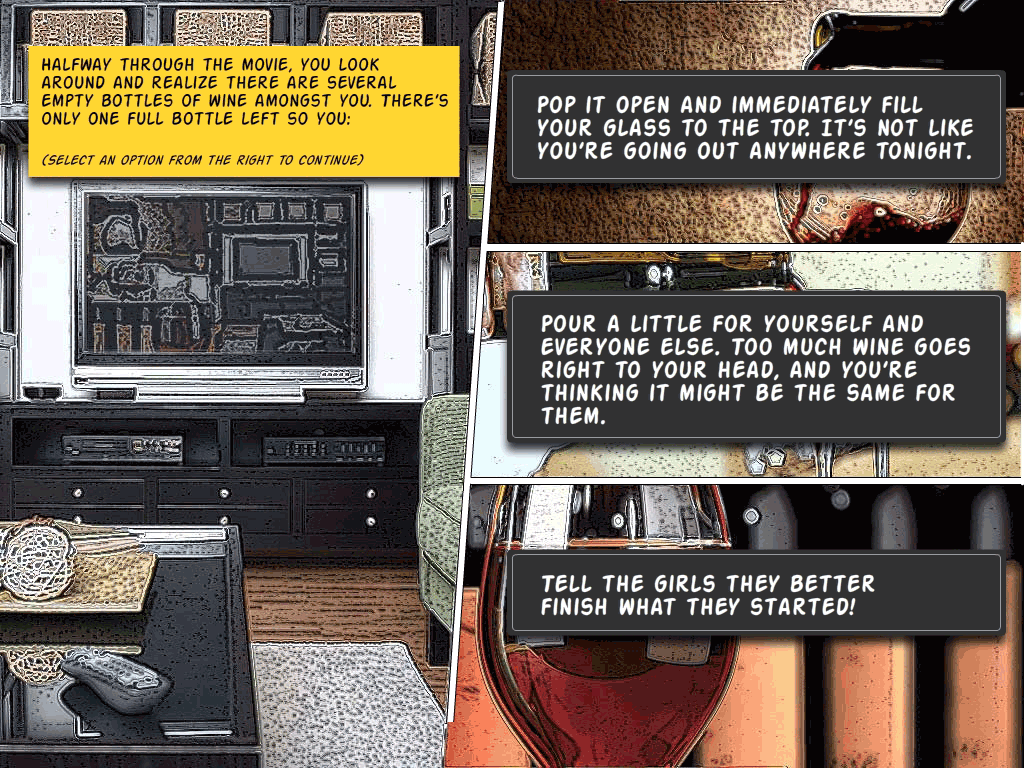 HALFWAY THROUGH THE MOVIE, YOU LOOK
AROUND AND REALIZE THERE ARE SEVERAL
EMPTY BOTTLES OF WINE AMONGST YOU. THERE'S
ONLY ONE FULL BOTTLE LEFT SO YOU:
(SELECT AN OPTION FROM THE RIGHT TO CONTINUE)
POP IT OPEN AND IMMEDIATELY FILL
YOUR GLASS TO THE TOP. IT'S NOT LIKE
YOU'RE GOING OUT ANYWHERE TONIGHT.
POUR A LITTLE FOR YOURSELF AND
EVERYONE ELSE. TOO MUCH WINE GOES
RIGHT TO YOUR HEAD, AND YOU'RE
THINKING IT MIGHT BE THE SAME FOR
THEM.
TELL THE GIRLS THEY BETTER
FINISH WHAT THEY STARTED!